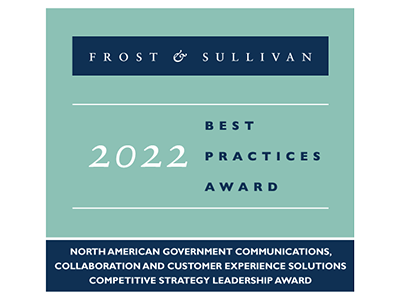 FROST & SULLIVAN
BEST
2022 PRACTICES
AWARD
NORTH AMERICAN GOVERNMENT COMMUNICATIONS,
COLLABORATION AND CUSTOMER EXPERIENCE SOLUTIONS
COMPETITIVE STRATEGY LEADERSHIP AWARD